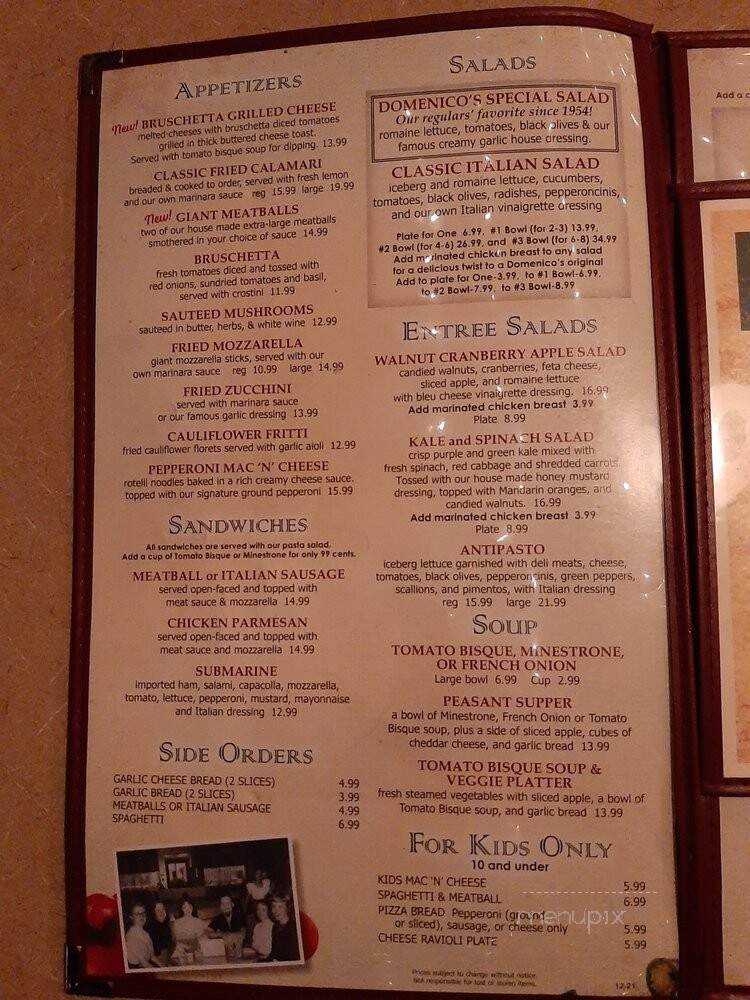 APPETIZERS
New! BRUSCHETTA GRILLED CHEESE
melted cheeses with bruschetta diced tomatoes
grilled in thick buttered cheese toast.
Served with tomato bisque soup for dipping. 13.99
CLASSIC FRIED CALAMARI
breaded & cooked to order, served with fresh lemon
and our own marinara sauce reg 15.99 large 19.99
New! GIANT MEATBALLS
two of our house made extra-large meatballs
smothered in your choice of sauce 14.99
BRUSCHETTA
fresh tomatoes diced and tossed with
red onions, sundried tomatoes and basil,
served with crostini 11.99
SAUTEED MUSHROOMS
sauteed in butter, herbs, & white wine 12.99
FRIED MOZZARELLA
giant mozzarella sticks, served with our
own marinara sauce reg 10.99 large 14.99
FRIED ZUCCHINI
served with marinara sauce
or our famous garlic dressing 13.99
CAULIFLOWER FRITTI
fried cauliflower florets served with garlic aioli 12.99
PEPPERONI MAC 'N' CHEESE
rotelli noodles baked in a rich creamy cheese sauce.
topped with our signature ground pepperoni 15.99
SANDWICHES
All sandwiches are served with our pasta salad.
Add a cup of Tomato Bisque or Minestrone for only 99 cents.
MEATBALL or ITALIAN SAUSAGE
served open-faced and topped with
meat sauce & mozzarella 14.99
CHICKEN PARMESAN
served open-faced and topped with
meat sauce and mozzarella 14.99
SUBMARINE
imported ham, salami, capacolla, mozzarella,
tomato, lettuce, pepperoni, mustard, mayonnaise
and Italian dressing 12.99
SIDE ORDERS
GARLIC CHEESE BREAD (2 SLICES) 4.99
GARLIC BREAD (2 SLICES) 3.99
MEATBALLS OR ITALIAN SAUSAGE 4.99
SPAGHETTI 6.99
SALADS
DOMENICO'S SPECIAL SALAD
Our regulars' favorite since 1954!
romaine lettuce, tomatoes, black olives & our
famous creamy garlic house dressing.
CLASSIC ITALIAN SALAD
iceberg and romaine lettuce, cucumbers,
tomatoes, black olives, radishes, pepperoncinis,
and our own Italian vinaigrette dressing
Plate for One 6.99, #1 Bowl (for 2-3) 13.99,
#2 Bowl (for 4-6) 26.99, and #3 Bowl (for 6-8) 34.99
Add marinated chicken breast to any salad
for a delicious twist to a Domenico's original
Add to plate for One-3.99, to #1 Bowl-6.99,
to #2 Bowl-7.99, to #3 Bowl-8.99
ENTREE SALADS
WALNUT CRANBERRY APPLE SALAD
candied walnuts, cranberries, feta cheese,
sliced apple, and romaine lettuce
with bleu cheese vinaigrette dressing. 16.99
Add marinated chicken breast 3.99
Plate 8.99
KALE and SPINACH SALAD
crisp purple and green kale mixed with
fresh spinach, red cabbage and shredded carrots.
Tossed with our house made honey mustard
dressing, topped with Mandarin oranges, and
candied walnuts. 16.99
Add marinated chicken breast 3.99
Plate 8.99
ANTIPASTO
iceberg lettuce garnished with deli meats, cheese,
tomatoes, black olives, pepperoncinis, green peppers,
scallions, and pimentos, with Italian dressing
reg 15.99 large 21.99
SOUP
TOMATO BISQUE, MINESTRONE,
OR FRENCH ONION
Large bowl 6.99 Cup 2.99
PEASANT SUPPER
a bowl of Minestrone, French Onion or Tomato
Bisque soup, plus a side of sliced apple, cubes of
cheddar cheese, and garlic bread 13.99
TOMATO BISQUE SOUP &
VEGGIE PLATTER
fresh steamed vegetables with sliced apple, a bowl of
Tomato Bisque soup, and garlic bread 13.99
FOR KIDS ONLY
10 and under
KIDS MAC 'N' CHEESE 5.99
SPAGHETTI & MEATBALL 6.99
PIZZA BREAD Pepperoni (ground
or sliced), sausage, or cheese only 5.99
CHEESE RAVIOLI PLATE 5.99
menupix
Prices subject to change without notice.
Not responsible for lost or stolen items.
12-21
Add a